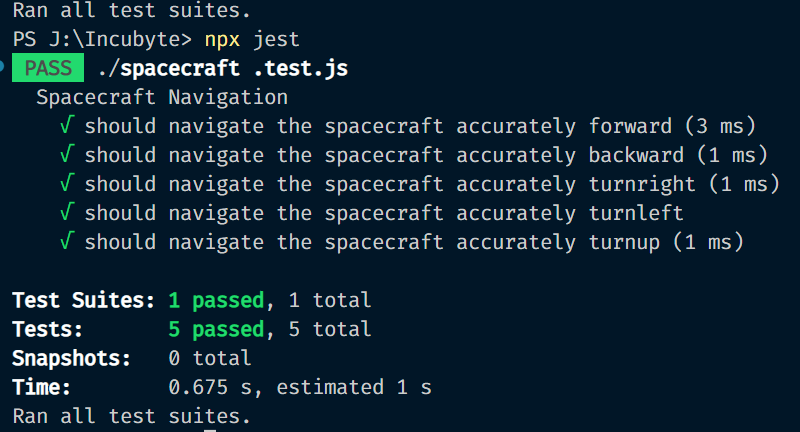 Ran all test suites.
PS J:\Incubyte> npx jest
PASS ./spacecraft .test.js
Spacecraft Navigation
√ should navigate the spacecraft accurately forward (3 ms)
√ should navigate the spacecraft accurately backward (1 ms)
√ should navigate the spacecraft accurately turnright (1 ms)
√ should navigate the spacecraft accurately turnleft
√ should navigate the spacecraft accurately turnup (1 ms)
Test Suites: 1 passed, 1 total
Tests: 5 passed, 5 total
Snapshots: 0 total
Time: 0.675 s, estimated 1 s
Ran all test suites.